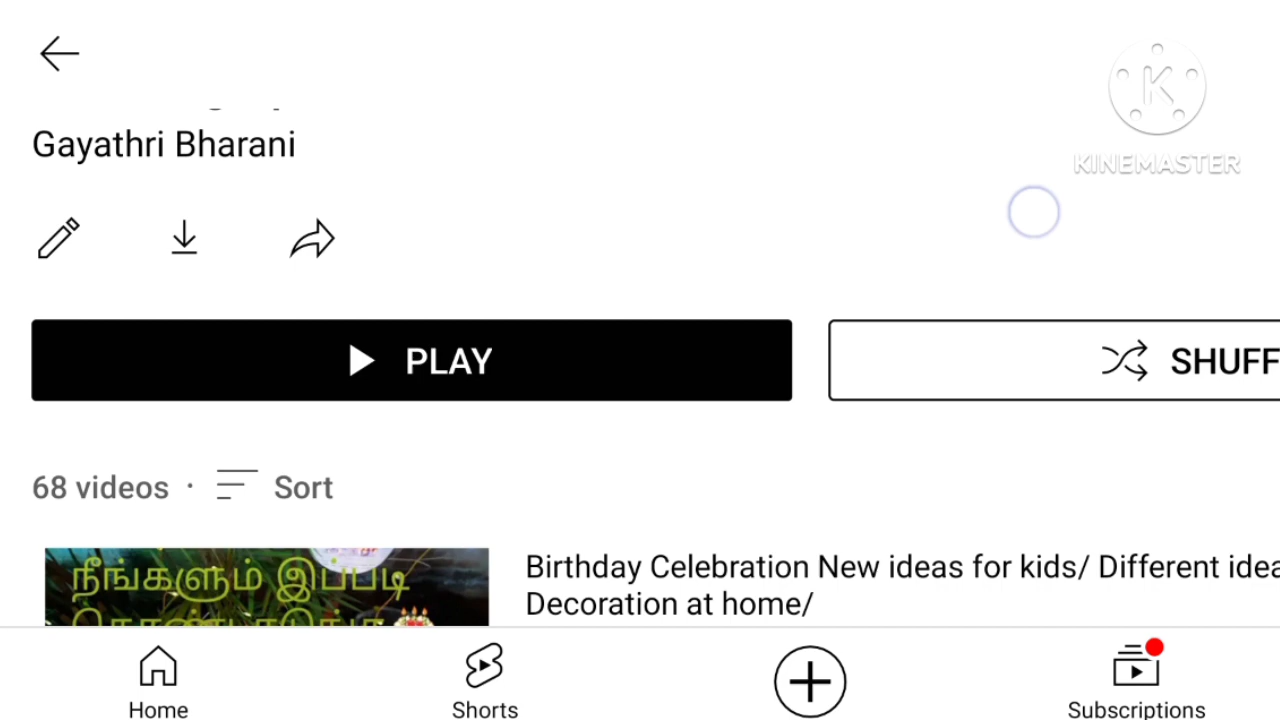 KINEMASTER
Gayathri Bharani
PLAY
SHUFF
68 videos · Sort
நீங்களும் இப்படி
Birthday Celebration New ideas for kids/ Different idea
Decoration at home/
Home
Shorts
Subscriptions